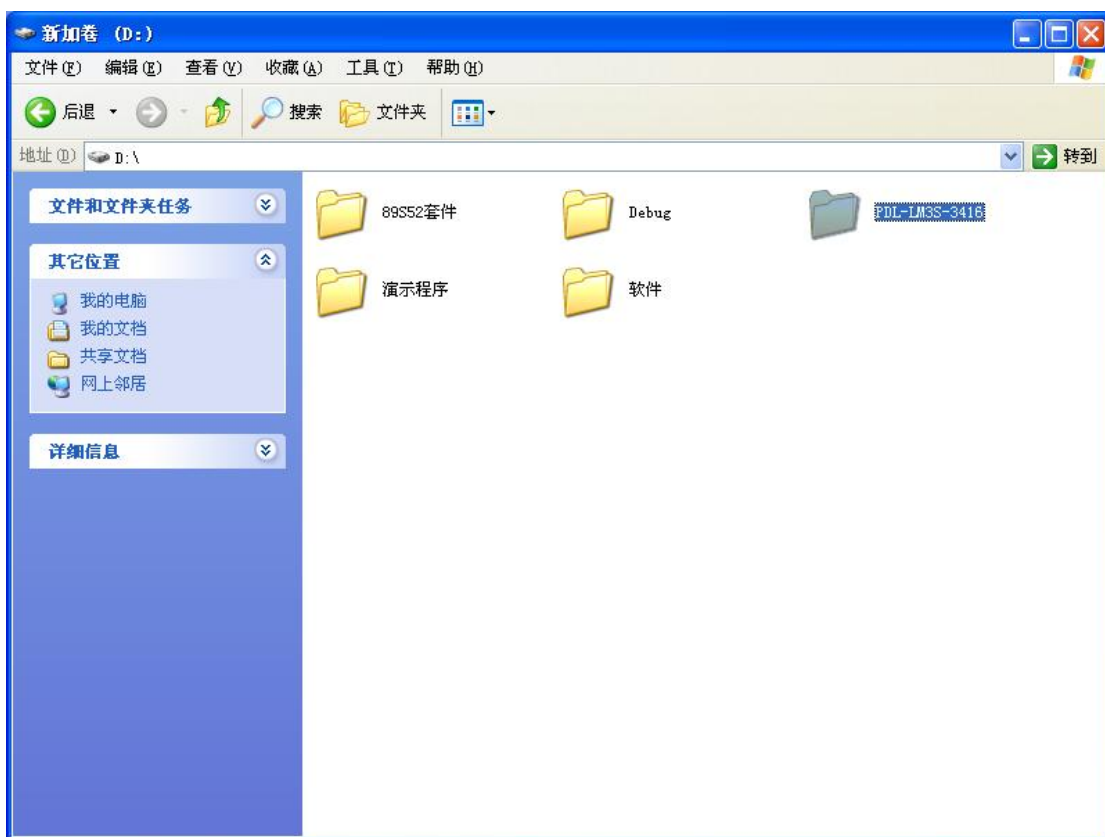 新加卷 (D:)
文件(F) 编辑(E) 查看(V) 收藏(A) 工具(T) 帮助(H)
后退 搜索 文件夹
地址(D) D:\ 转到
文件和文件夹任务
其它位置
我的电脑
我的文档
共享文档
网上邻居
详细信息
89S52套件 Debug PDL-LM3S-3416
演示程序 软件